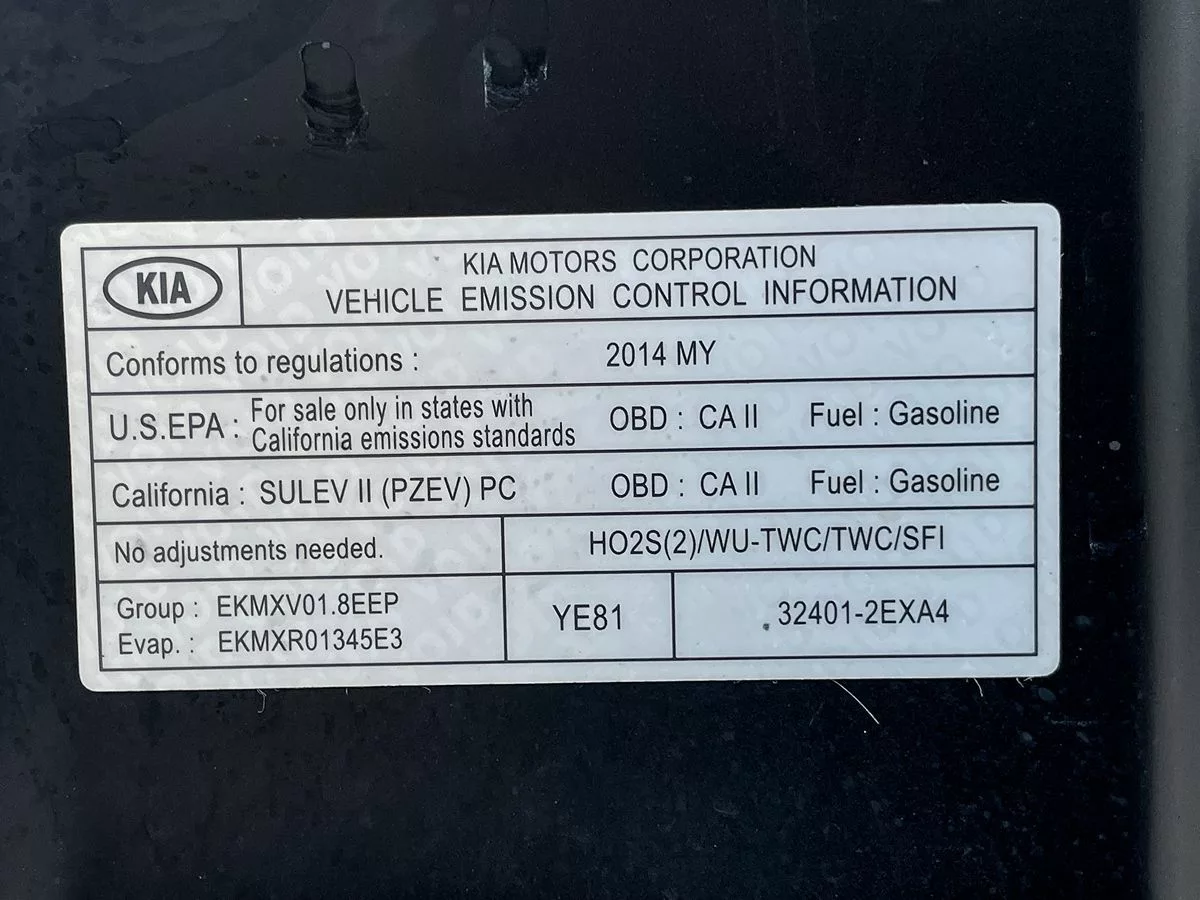 KIA
KIA MOTORS CORPORATION
VEHICLE EMISSION CONTROL INFORMATION
Conforms to regulations : 2014 MY
U.S.EPA : For sale only in states with California emissions standards OBD : CA II Fuel : Gasoline
California : SULEV II (PZEV) PC OBD : CA II Fuel : Gasoline
No adjustments needed. HO2S(2)/WU-TWC/TWC/SFI
Group : EKMXV01.8EEP
Evap. : EKMXR01345E3
YE81
32401-2EXA4